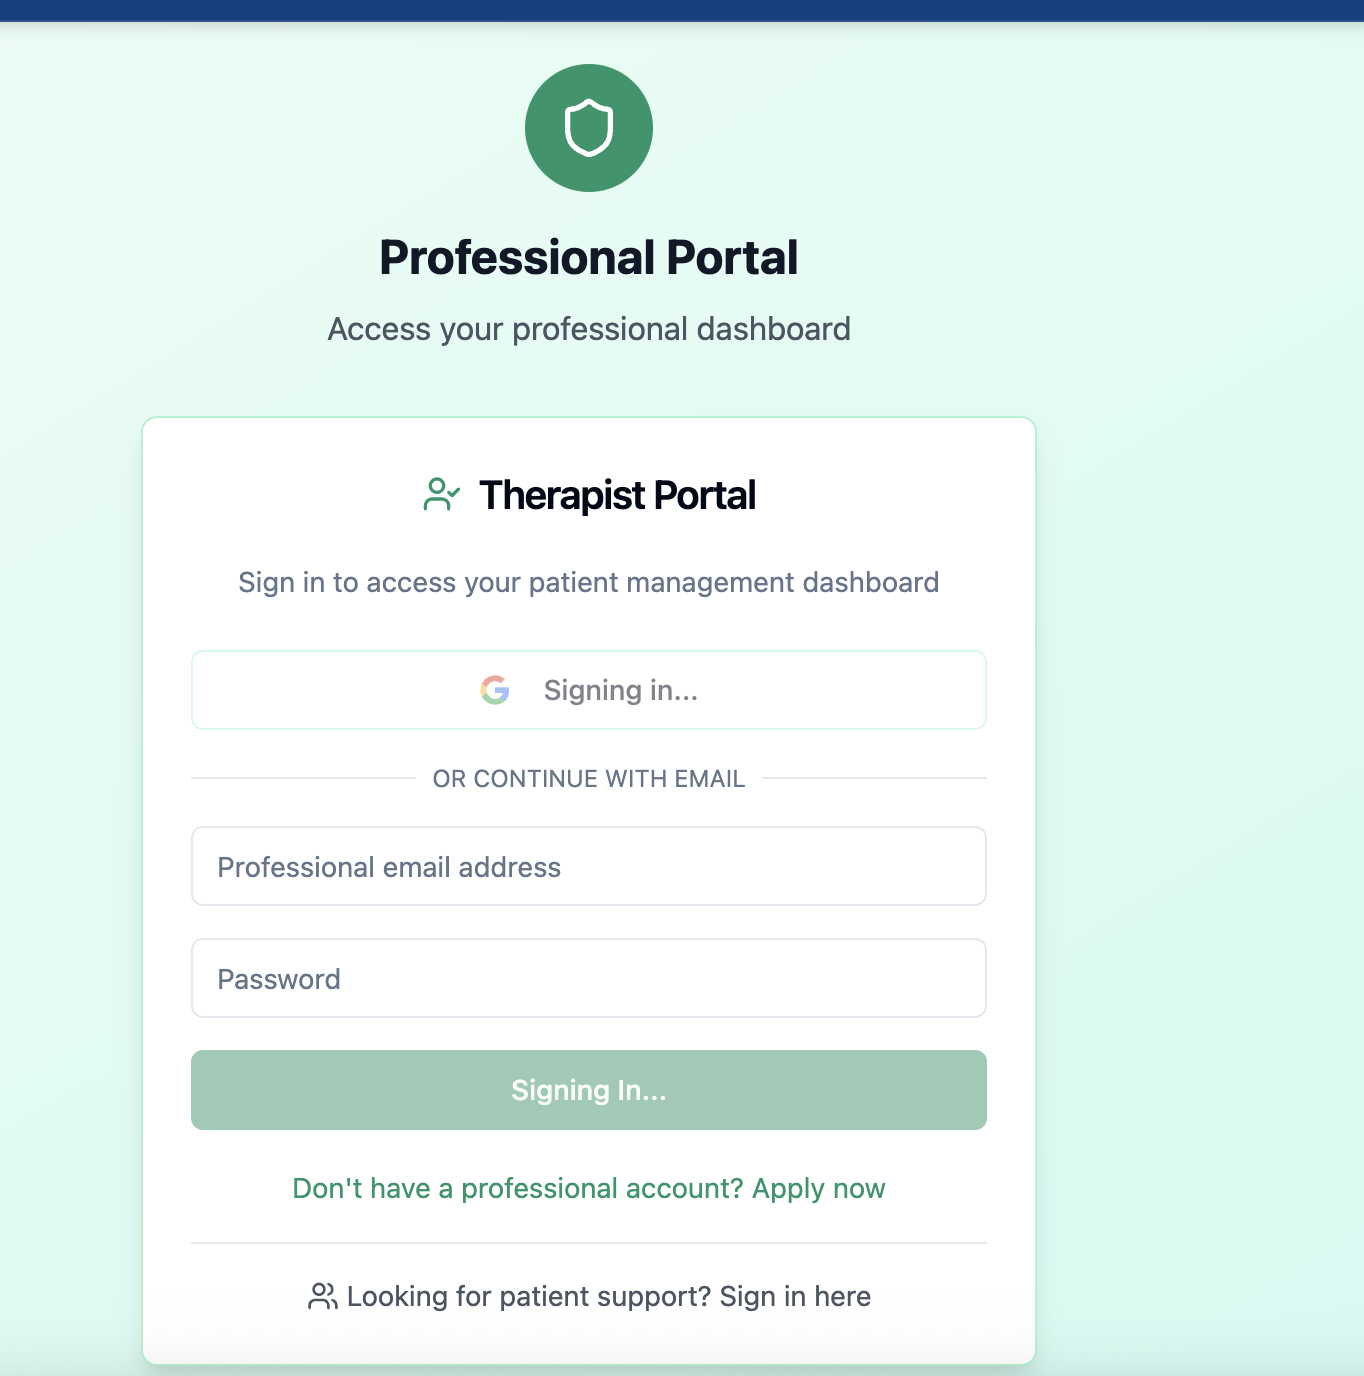 Professional Portal
Access your professional dashboard
Therapist Portal
Sign in to access your patient management dashboard
Signing in...
OR CONTINUE WITH EMAIL
Professional email address
Password
Signing In...
Don't have a professional account? Apply now
Looking for patient support? Sign in here